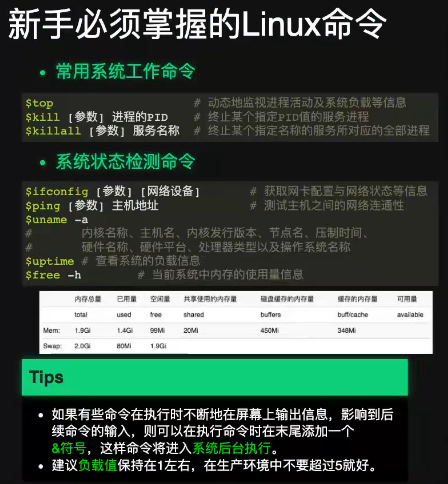 新手必须掌握的Linux命令
• 常用系统工作命令
$top # 动态地监视进程活动及系统负载等信息
$kill [参数] 进程的PID # 终止某个指定PID值的服务进程
$killall [参数] 服务名称 # 终止某个指定名称的服务所对应的全部进程
• 系统状态检测命令
$ifconfig [参数] [网络设备] # 获取网卡配置与网络状态等信息
$ping [参数] 主机地址 # 测试主机之间的网络连通性
$uname -a
# 内核名称、主机名、内核发行版本、节点名、压制时间、
# 硬件名称、硬件平台、处理器类型以及操作系统名称
$uptime # 查看系统的负载信息
$free -h # 当前系统中内存的使用量信息
内存总量 已用量 空闲量 共享使用的内存量 磁盘缓存的内存量 缓存的内存量 可用量
total used free shared buffers buff/cache available
Mem: 1.9Gi 1.4Gi 99Mi 20Mi 450Mi 348Mi
Swap: 2.0Gi 80Mi 1.9Gi
Tips
• 如果有些命令在执行时不断地在屏幕上输出信息，影响到后
续命令的输入，则可以在执行命令时在末尾添加一个
&符号，这样命令将进入系统后台执行。
• 建议负载值保持在1左右，在生产环境中不要超过5就好。